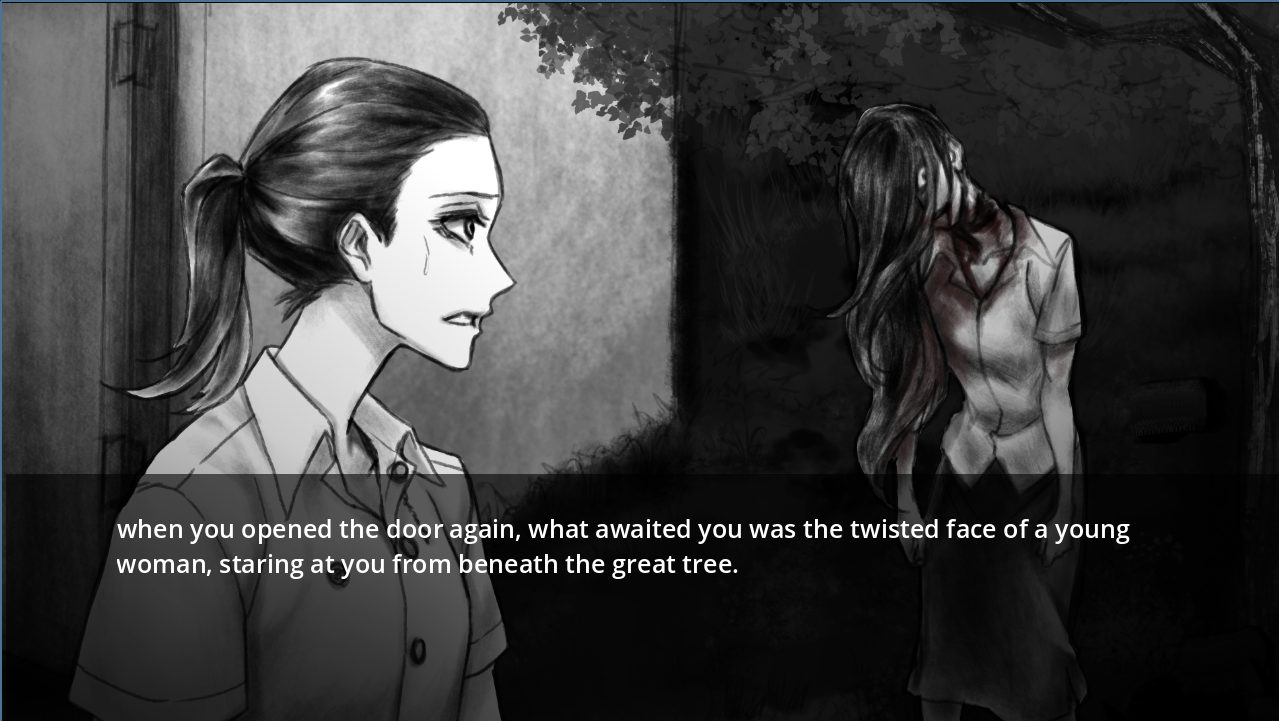 when you opened the door again, what awaited you was the twisted face of a young
woman, staring at you from beneath the great tree.